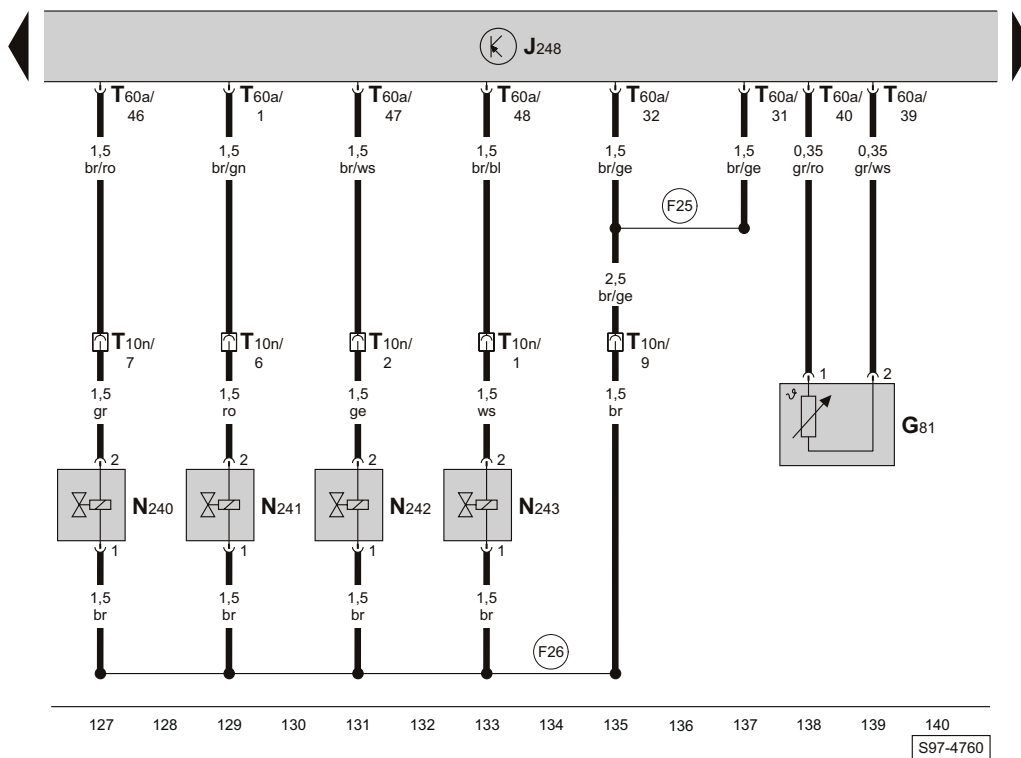 J248
T60a/ T60a/ T60a/ T60a/ T60a/ T60a/ T60a/ T60a/
46 1 47 48 32 31 40 39
1,5 1,5 1,5 1,5 1,5 1,5 0,35 0,35
br/ro br/gn br/ws br/bl br/ge br/ge gr/ro gr/ws
F25
2,5
br/ge
T10n/ T10n/ T10n/ T10n/ T10n/
7 6 2 1 9
1 2
1,5 1,5 1,5 1,5 1,5
gr ro ge ws br
ϑ
G81
2 2 2 2
N240 N241 N242 N243
1 1 1 1
1,5 1,5 1,5 1,5
br br br br
F26
127 128 129 130 131 132 133 134 135 136 137 138 139 140
S97-4760